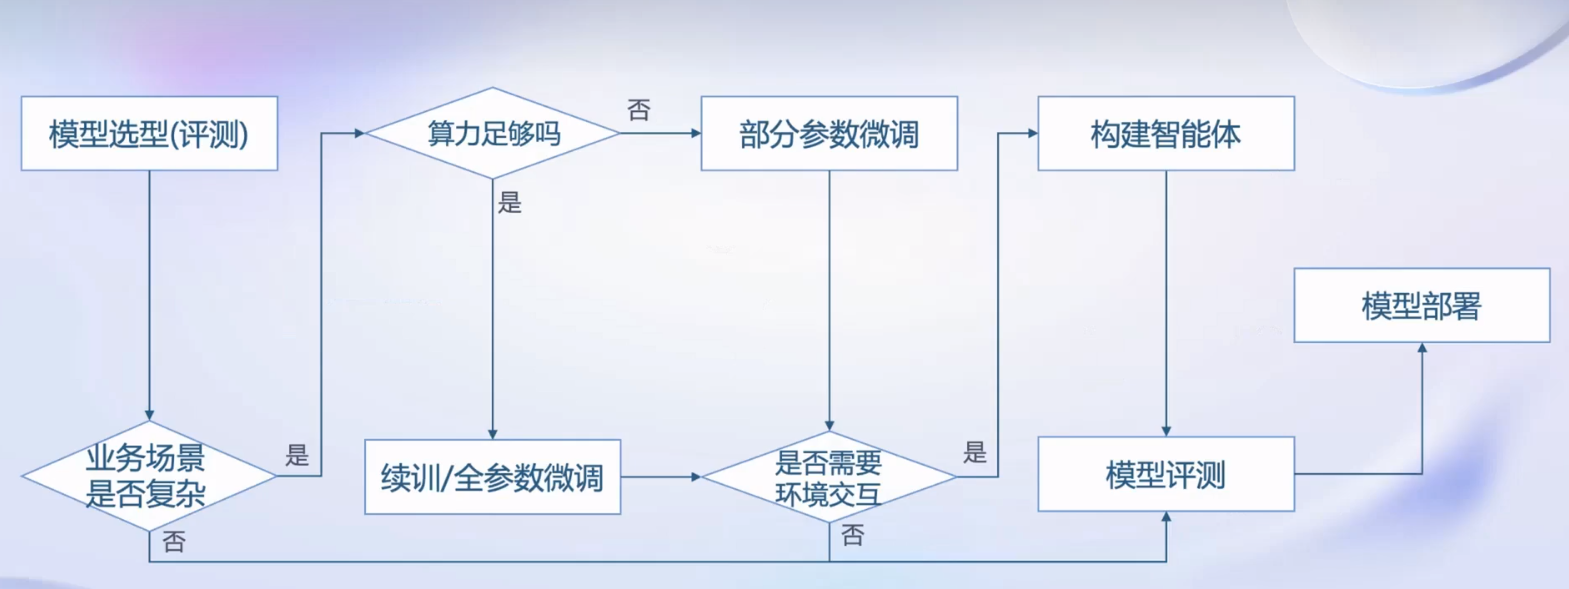 模型选型(评测)
算力足够吗
否
部分参数微调
构建智能体
是
模型部署
业务场景
是否复杂
是
续训/全参数微调
是否需要
环境交互
是
模型评测
否
否